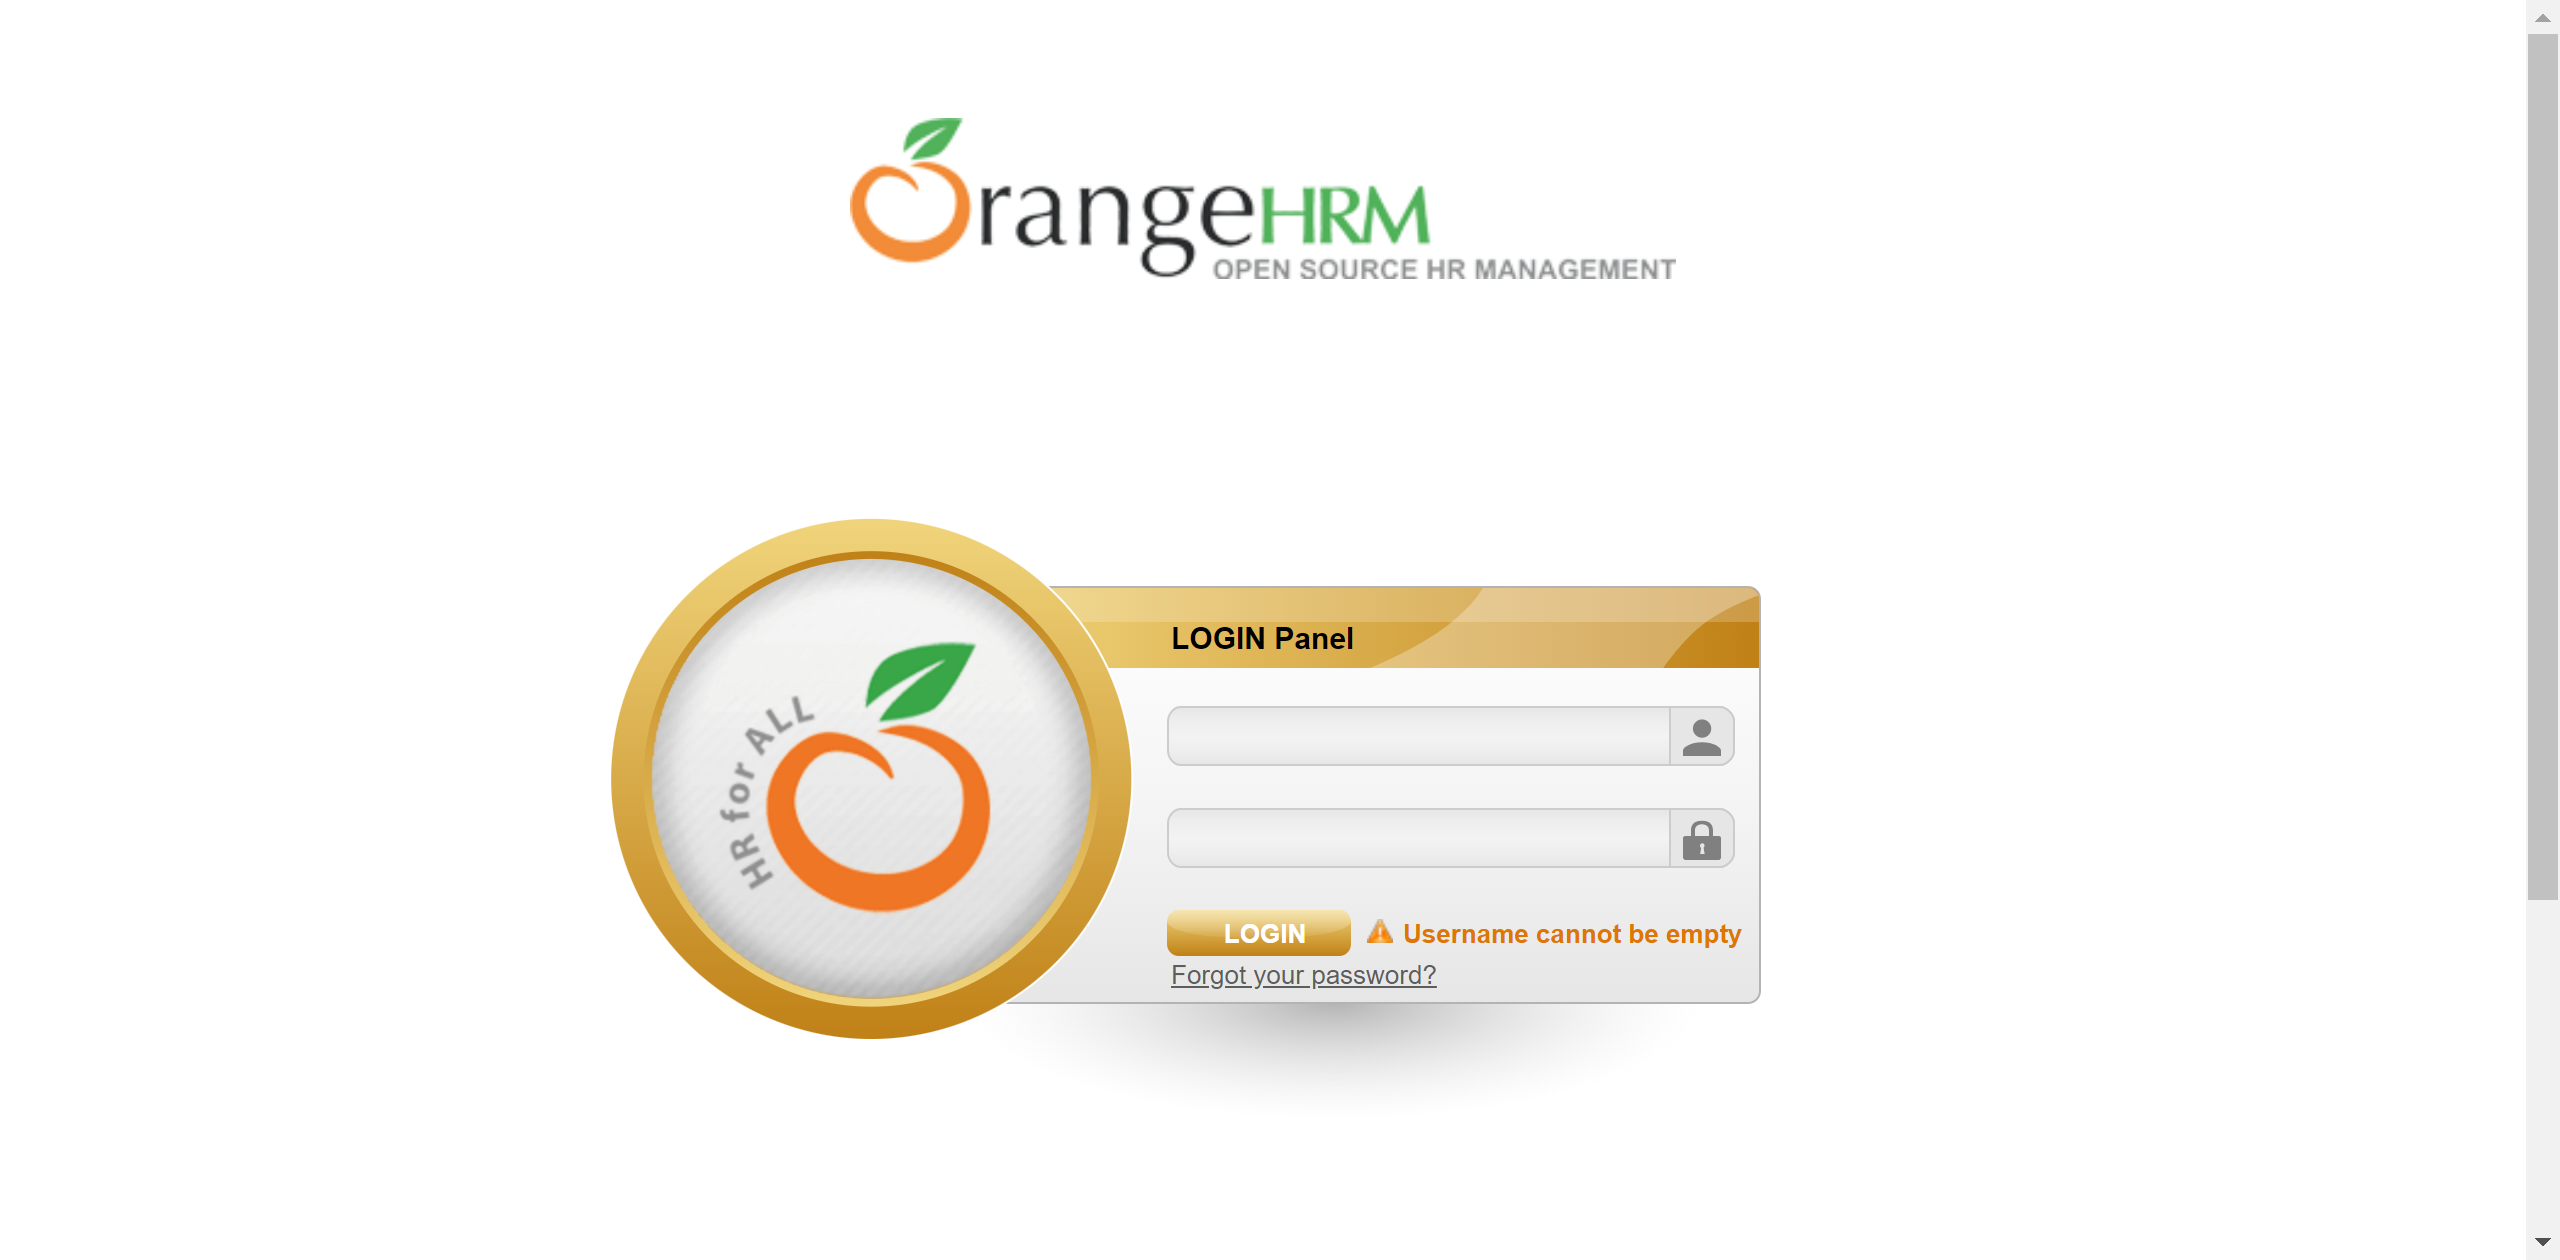 OrangeHRM
OPEN SOURCE HR MANAGEMENT
HR for ALL
LOGIN Panel
LOGIN
Username cannot be empty
Forgot your password?